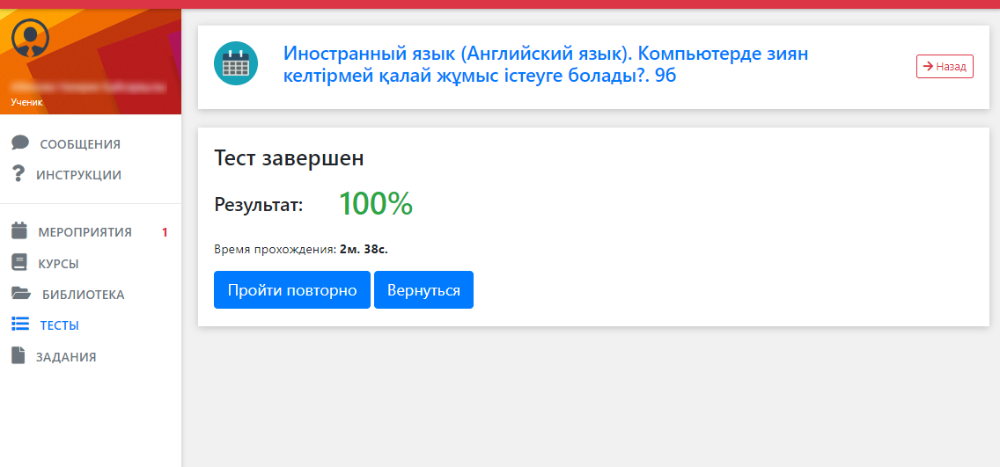 Ученик
СООБЩЕНИЯ
ИНСТРУКЦИИ
МЕРОПРИЯТИЯ 1
КУРСЫ
БИБЛИОТЕКА
ТЕСТЫ
ЗАДАНИЯ
Иностранный язык (Английский язык). Компьютерде зиян
келтірмей қалай жұмыс істеуге болады?. 9б
Назад
Тест завершен
Результат: 100%
Время прохождения: 2м. 38с.
Пройти повторно Вернуться